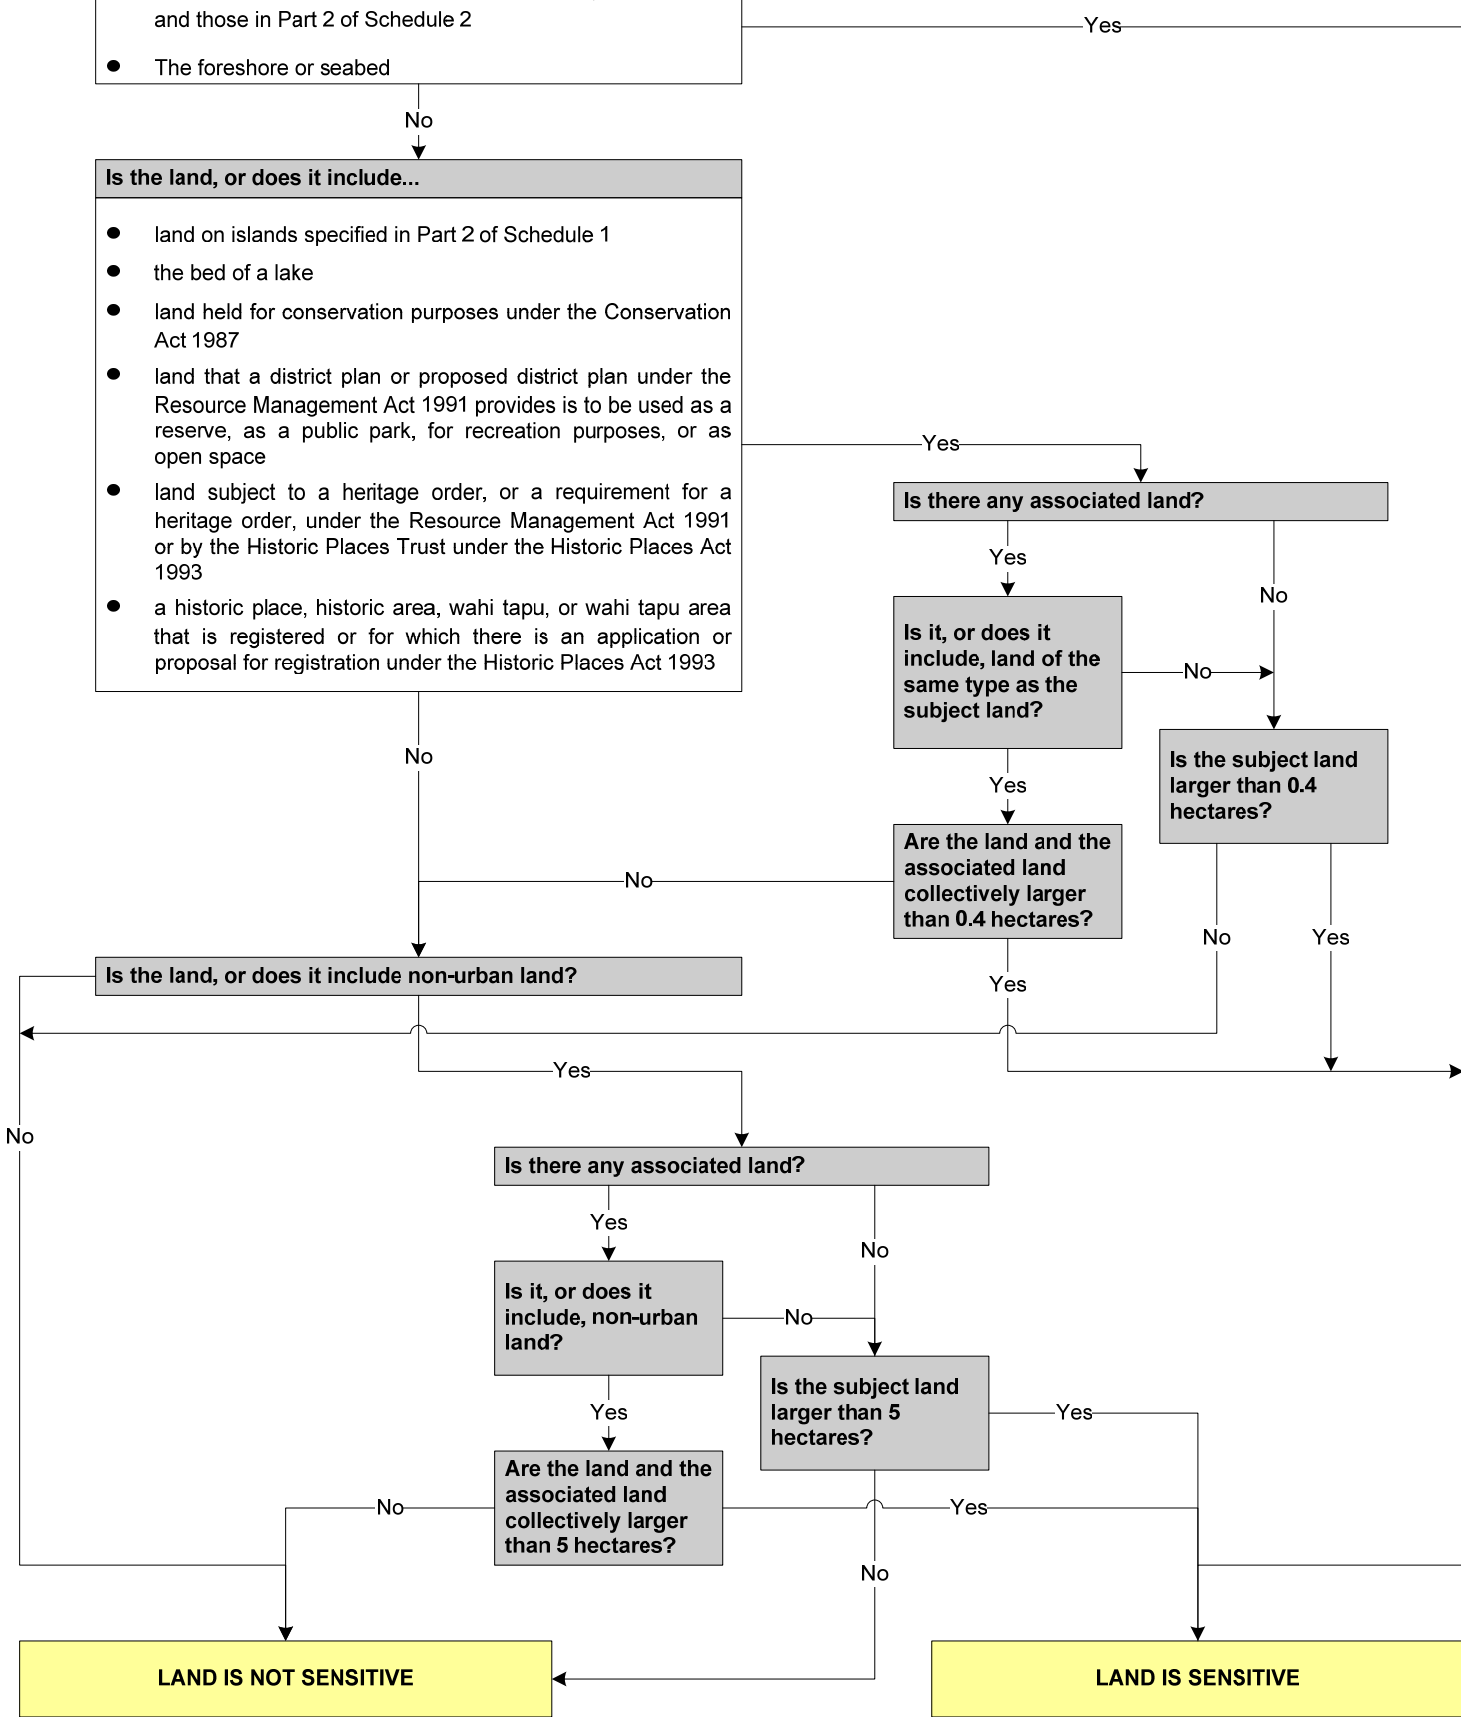 and those in Part 2 of Schedule 2
Yes
● The foreshore or seabed
No
Is the land, or does it include...
● land on islands specified in Part 2 of Schedule 1
● the bed of a lake
● land held for conservation purposes under the Conservation
Act 1987
● land that a district plan or proposed district plan under the
Resource Management Act 1991 provides is to be used as a
reserve, as a public park, for recreation purposes, or as
open space
● land subject to a heritage order, or a requirement for a
heritage order, under the Resource Management Act 1991
or by the Historic Places Trust under the Historic Places Act
1993
● a historic place, historic area, wahi tapu, or wahi tapu area
that is registered or for which there is an application or
proposal for registration under the Historic Places Act 1993
Yes
Is there any associated land?
Yes
No
Is it, or does it
include, land of the
same type as the
subject land?
No
Is the subject land
larger than 0.4
hectares?
No
Yes
Are the land and the
associated land
collectively larger
than 0.4 hectares?
No
No
Yes
Yes
Is the land, or does it include non-urban land?
Yes
No
Is there any associated land?
Yes
No
Is it, or does it
include, non-urban
land?
No
Is the subject land
larger than 5
hectares?
Yes
Yes
Are the land and the
associated land
collectively larger
than 5 hectares?
No
Yes
No
LAND IS NOT SENSITIVE
LAND IS SENSITIVE